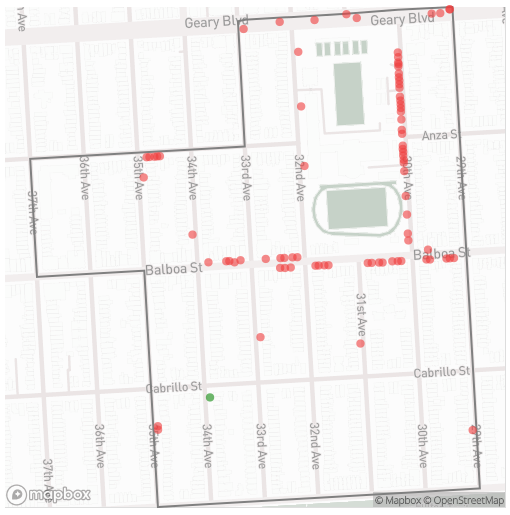 Geary Blvd
Geary Blvd
Anza S
37th Ave
36th Ave
35th Ave
34th Ave
33rd Ave
32nd Ave
30th Ave
29th Ave
Balboa St
Balboa St
31st Ave
Cabrillo St
Cabrillo St
37th Ave
36th Ave
35th Ave
34th Ave
33rd Ave
32nd Ave
30th Ave
29th Ave
mapbox
© Mapbox © OpenStreetMap